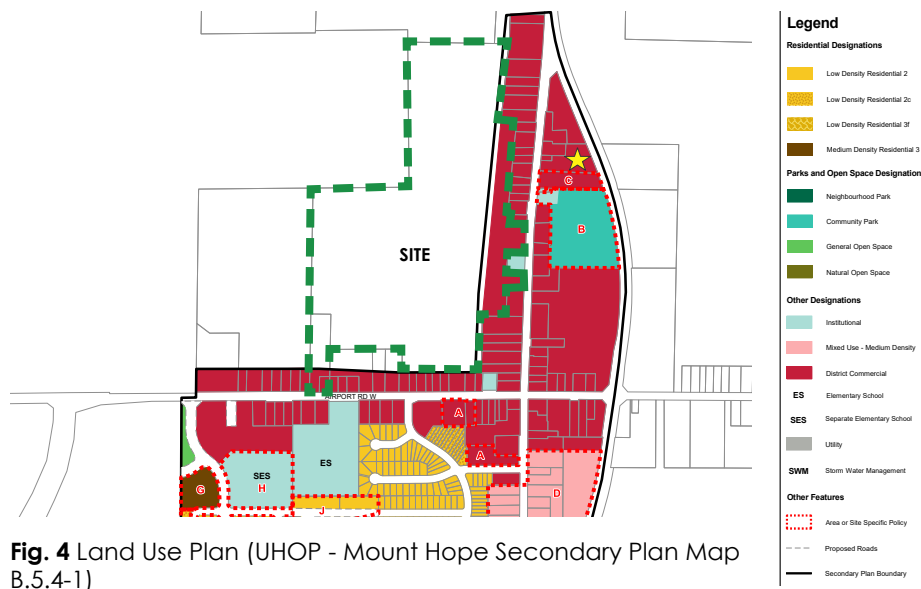 SITE
C
B
AIRPORT RD W
A
A
ES
SES
H
G
D
J
Legend
Residential Designations
Low Density Residential 2
Low Density Residential 2c
Low Density Residential 3f
Medium Density Residential 3
Parks and Open Space Designation
Neighbourhood Park
Community Park
General Open Space
Natural Open Space
Other Designations
Institutional
Mixed Use - Medium Density
District Commercial
ES Elementary School
SES Separate Elementary School
Utility
SWM Storm Water Management
Other Features
Area or Site Specific Policy
Proposed Roads
Secondary Plan Boundary
Fig. 4 Land Use Plan (UHOP - Mount Hope Secondary Plan Map
B.5.4-1)